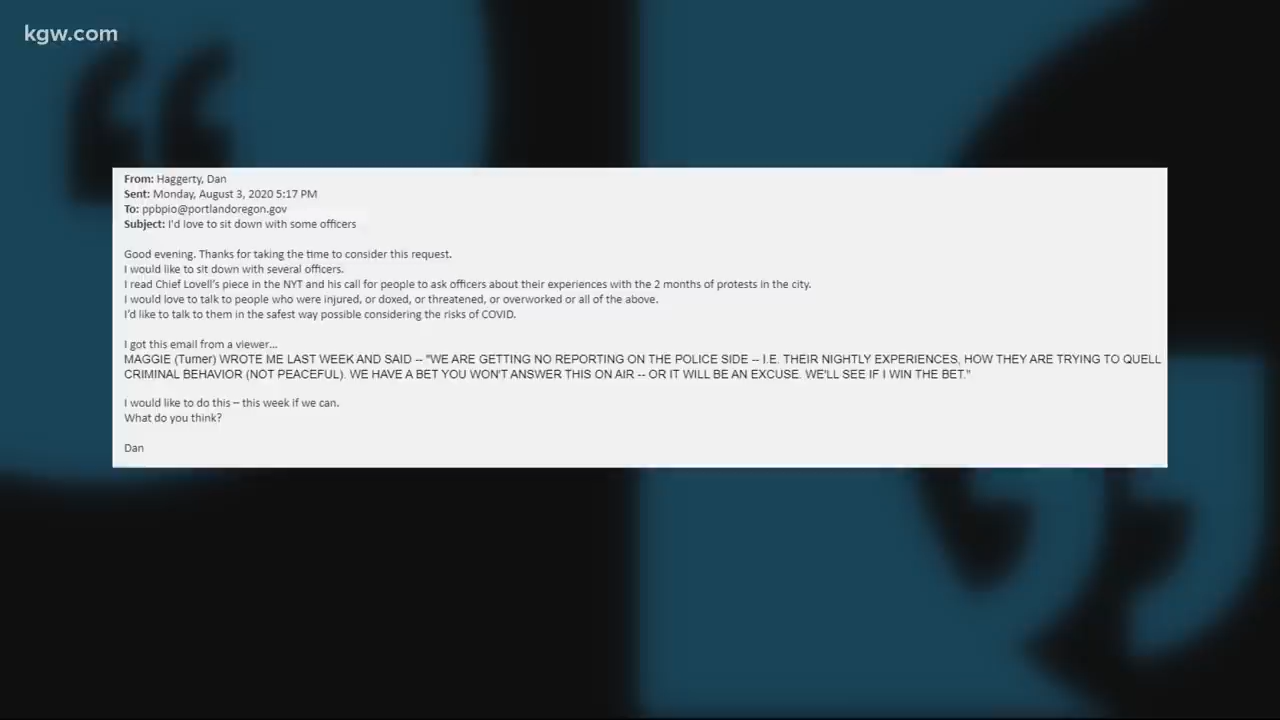 kgw.com
From: Haggerty, Dan
Sent: Monday, August 3, 2020 5:17 PM
To: ppbpio@portlandoregon.gov
Subject: I'd love to sit down with some officers
Good evening. Thanks for taking the time to consider this request.
I would like to sit down with several officers.
I read Chief Lovell's piece in the NYT and his call for people to ask officers about their experiences with the 2 months of protests in the city.
I would love to talk to people who were injured, or doxed, or threatened, or overworked or all of the above.
I'd like to talk to them in the safest way possible considering the risks of COVID.
I got this email from a viewer...
MAGGIE (Turner) WROTE ME LAST WEEK AND SAID -- "WE ARE GETTING NO REPORTING ON THE POLICE SIDE -- I.E. THEIR NIGHTLY EXPERIENCES, HOW THEY ARE TRYING TO QUELL
CRIMINAL BEHAVIOR (NOT PEACEFUL). WE HAVE A BET YOU WON'T ANSWER THIS ON AIR -- OR IT WILL BE AN EXCUSE. WE'LL SEE IF I WIN THE BET."
I would like to do this – this week if we can.
What do you think?
Dan